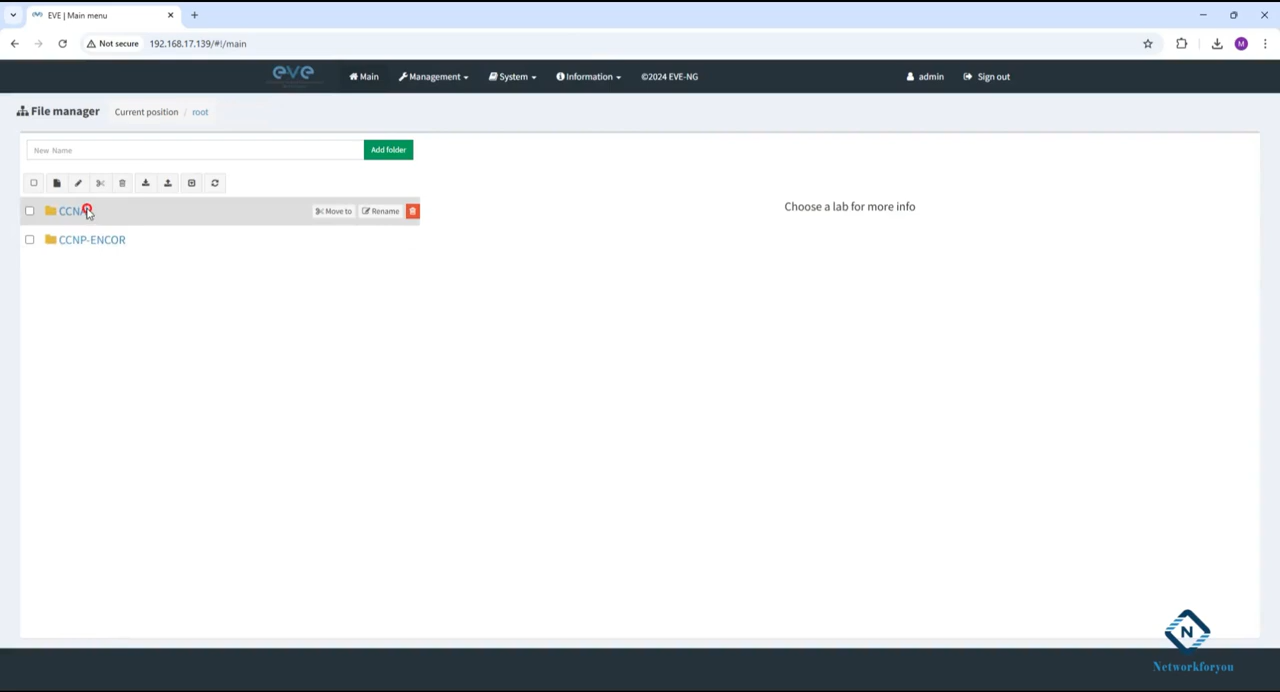 EVE | Main menu
Not secure 192.168.17.139/#!/main M
eve Main Management System Information ©2024 EVE-NG admin Sign out
File manager Current position / root
New Name Add folder
CCNA Move to Rename
Choose a lab for more info
CCNP-ENCOR
N
Networkforyou